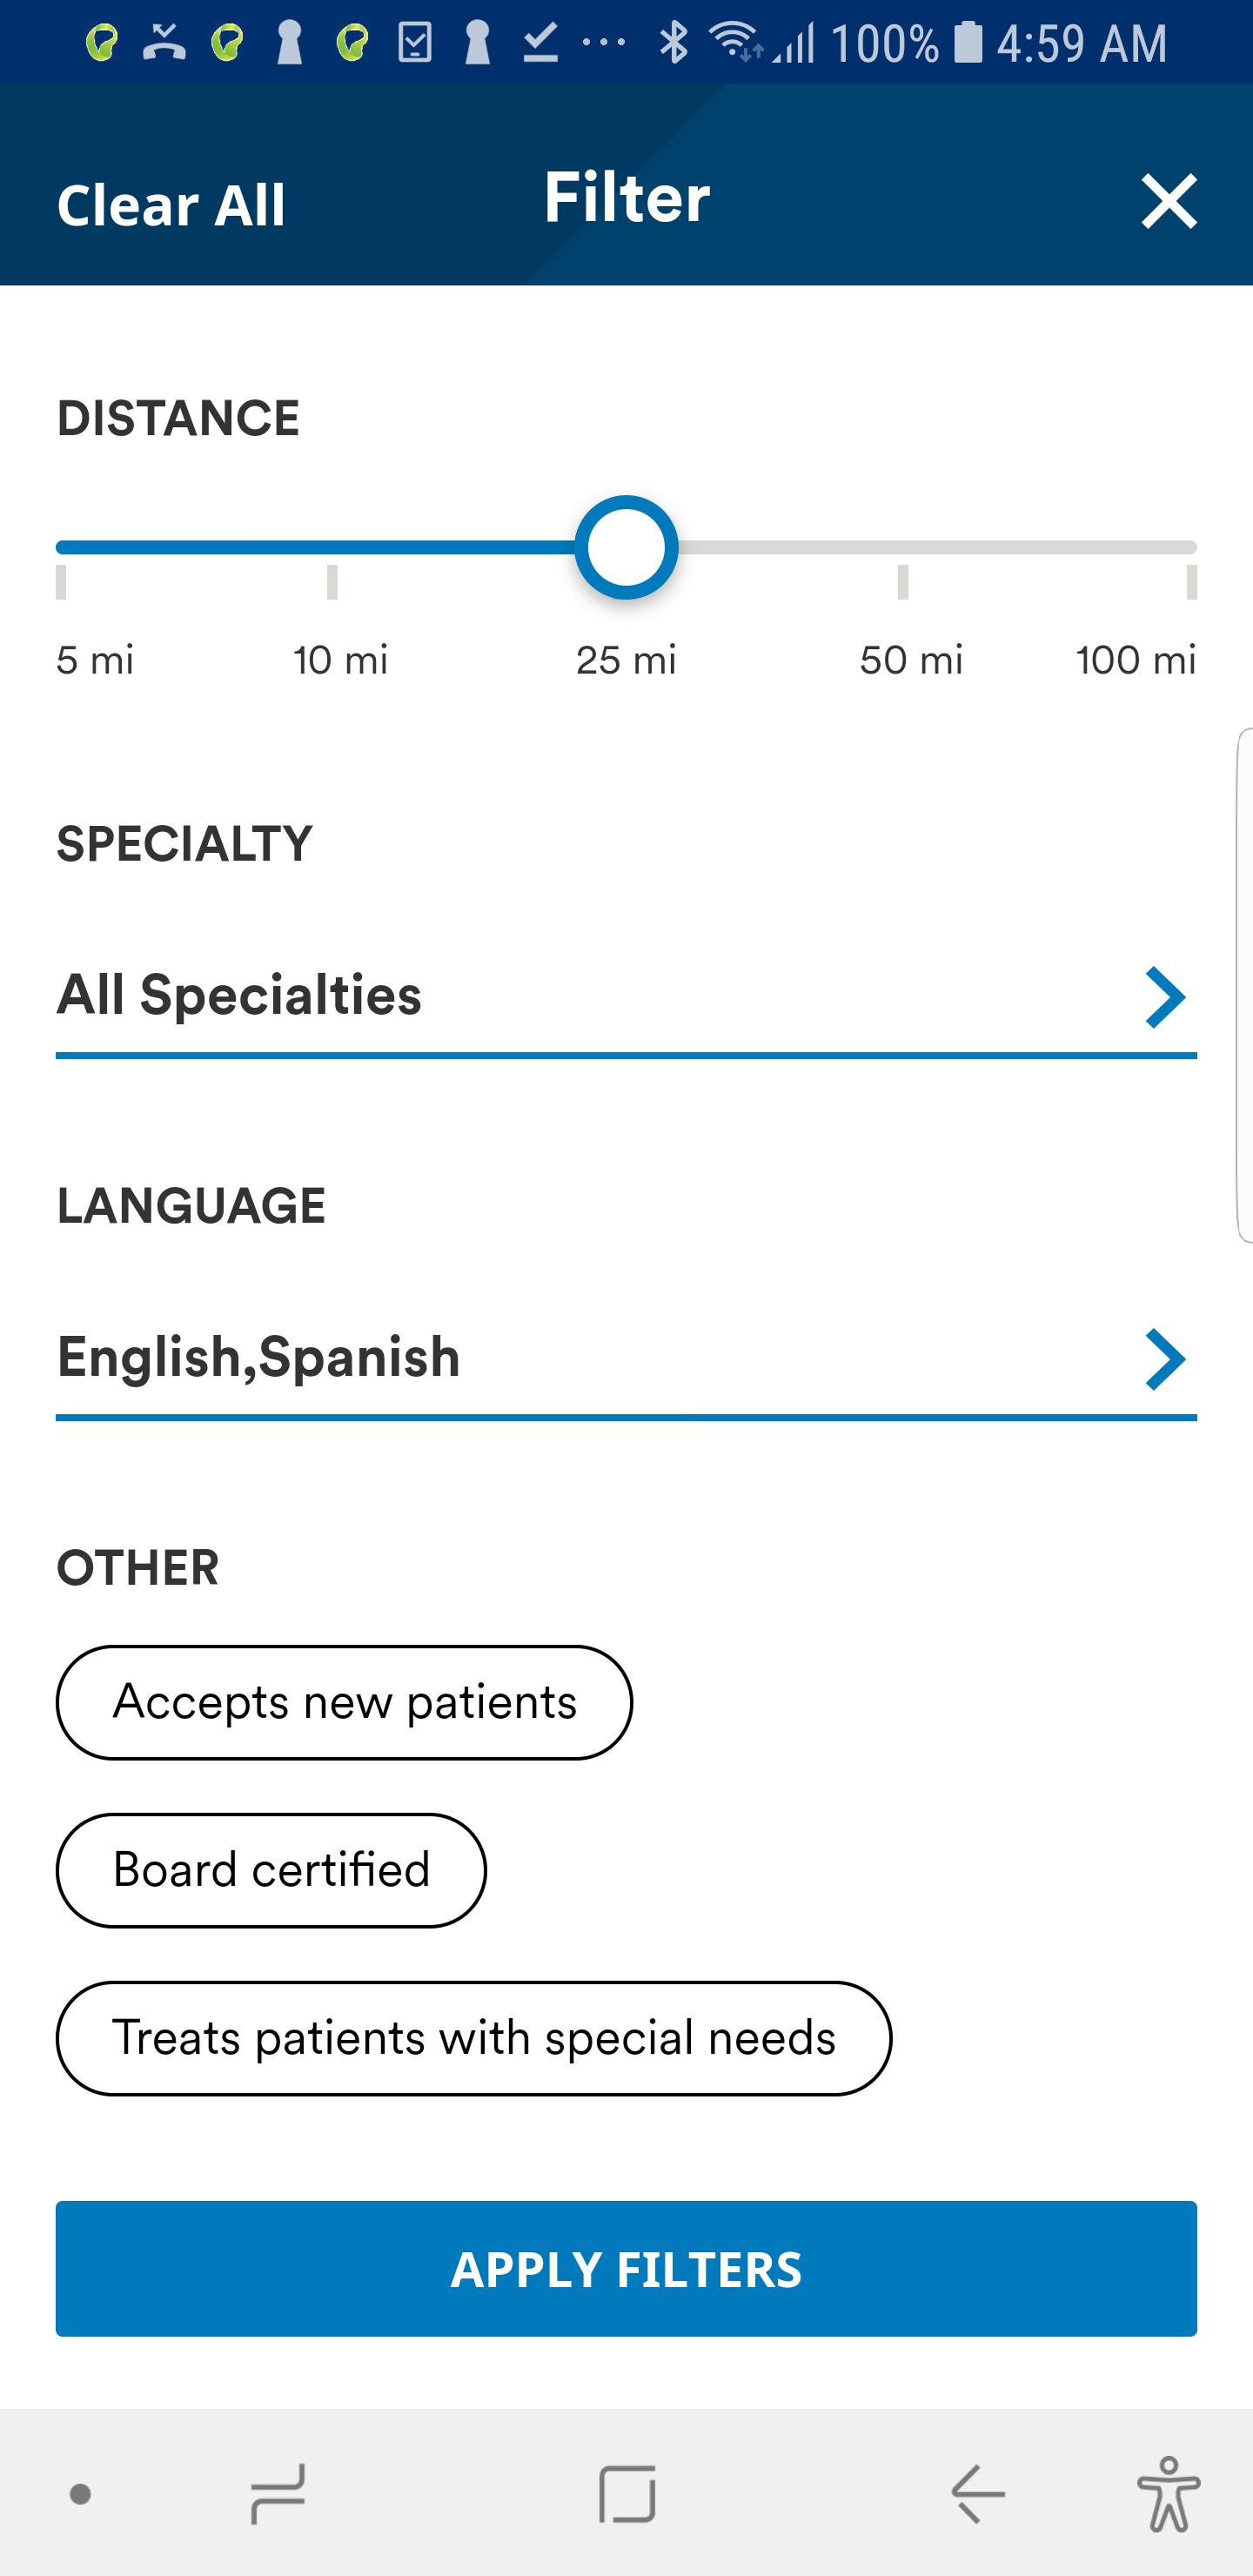 100% 4:59 AM
Clear All Filter
DISTANCE
5 mi 10 mi 25 mi 50 mi 100 mi
SPECIALTY
All Specialties
LANGUAGE
English,Spanish
OTHER
Accepts new patients
Board certified
Treats patients with special needs
APPLY FILTERS